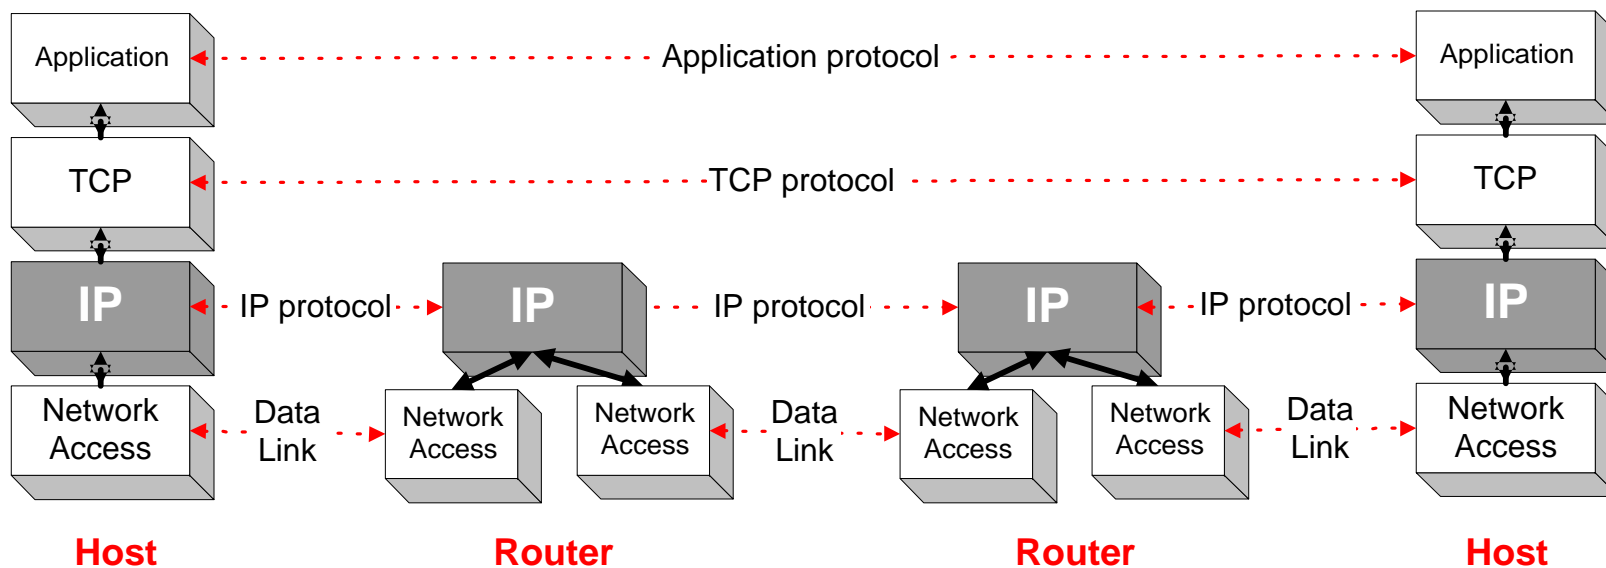 Application
Application protocol
Application
TCP
TCP protocol
TCP
IP
IP protocol
IP
IP protocol
IP
IP protocol
IP
Network
Access
Data
Link
Network
Access
Network
Access
Data
Link
Network
Access
Network
Access
Data
Link
Network
Access
Host
Router
Router
Host